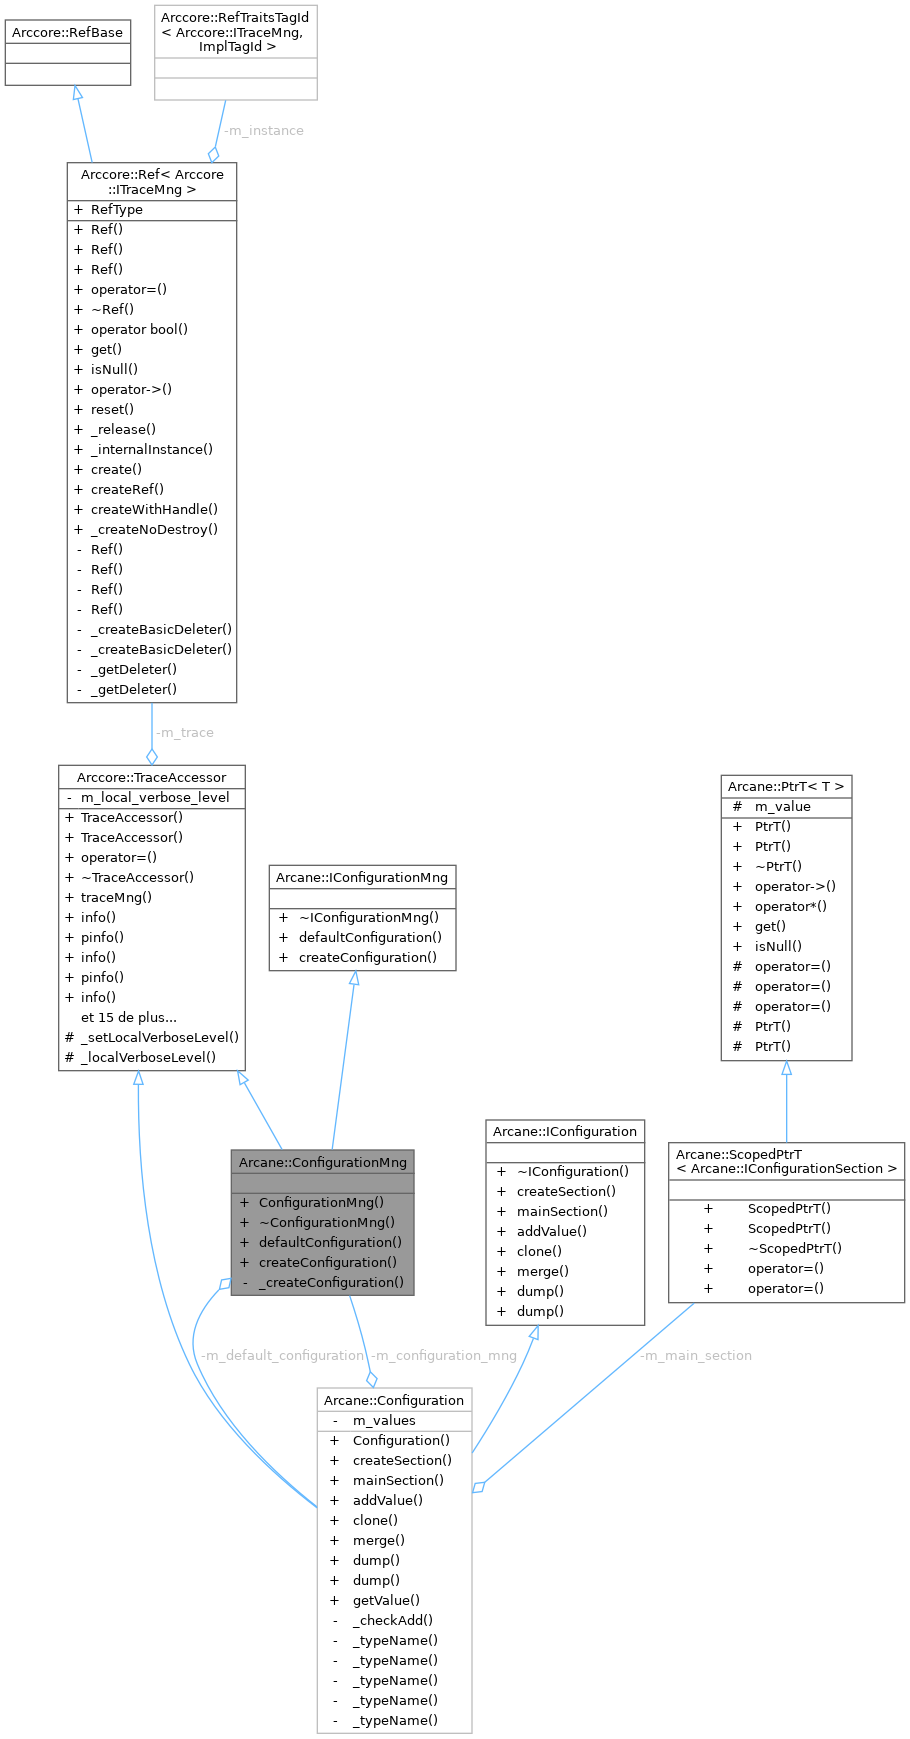 Arccore::RefBase
Arccore::RefTraitsTagId
< Arccore::ITraceMng,
ImplTagId >
-m_instance
Arccore::Ref< Arccore
::ITraceMng >
+ RefType
+ Ref()
+ Ref()
+ Ref()
+ operator=()
+ ~Ref()
+ operator bool()
+ get()
+ isNull()
+ operator->()
+ reset()
+ _release()
+ _internalInstance()
+ create()
+ createRef()
+ createWithHandle()
+ _createNoDestroy()
- Ref()
- Ref()
- Ref()
- Ref()
- _createBasicDeleter()
- _createBasicDeleter()
- _getDeleter()
- _getDeleter()
-m_trace
Arccore::TraceAccessor
- m_local_verbose_level
+ TraceAccessor()
+ TraceAccessor()
+ operator=()
+ ~TraceAccessor()
+ traceMng()
+ info()
+ pinfo()
+ info()
+ pinfo()
+ info()
et 15 de plus...
# _setLocalVerboseLevel()
# _localVerboseLevel()
Arcane::IConfigurationMng
+ ~IConfigurationMng()
+ defaultConfiguration()
+ createConfiguration()
Arcane::PtrT< T >
# m_value
+ PtrT()
+ PtrT()
+ ~PtrT()
+ operator->()
+ operator*()
+ get()
+ isNull()
# operator=()
# operator=()
# operator=()
# PtrT()
# PtrT()
Arcane::ConfigurationMng
+ ConfigurationMng()
+ ~ConfigurationMng()
+ defaultConfiguration()
+ createConfiguration()
- _createConfiguration()
Arcane::IConfiguration
+ ~IConfiguration()
+ createSection()
+ mainSection()
+ addValue()
+ clone()
+ merge()
+ dump()
+ dump()
Arcane::ScopedPtrT
< Arcane::IConfigurationSection >
+ ScopedPtrT()
+ ScopedPtrT()
+ ~ScopedPtrT()
+ operator=()
+ operator=()
-m_default_configuration
-m_configuration_mng
-m_main_section
Arcane::Configuration
- m_values
+ Configuration()
+ createSection()
+ mainSection()
+ addValue()
+ clone()
+ merge()
+ dump()
+ dump()
+ getValue()
- _checkAdd()
- _typeName()
- _typeName()
- _typeName()
- _typeName()
- _typeName()